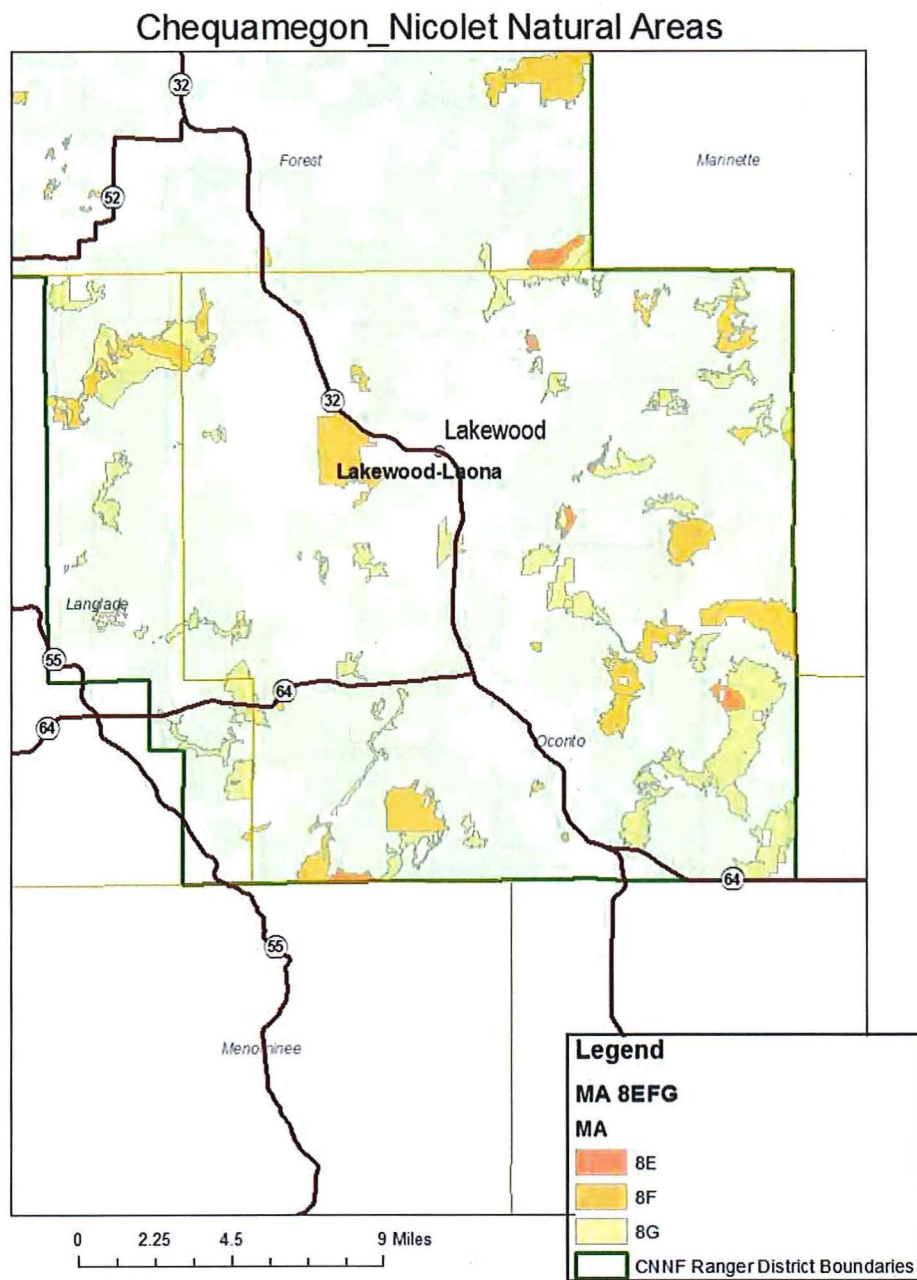 Chequamegon_Nicolet Natural Areas
32
Forest
Marinette
52
32
Lakewood
Lakewood-Laona
Langlade
55
64
64
Oconto
64
55
Menominee
Legend
MA 8EFG
MA
8E
8F
8G
CNNF Ranger District Boundaries
0 2.25 4.5 9 Miles